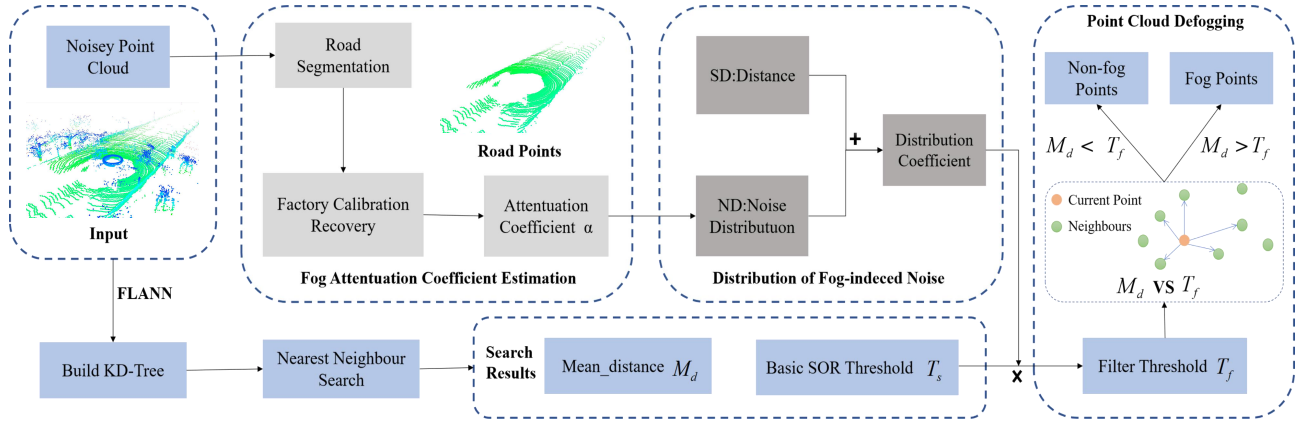 Noisey Point
Cloud
Input
FLANN
Road
Segmentation
Road Points
Factory Calibration
Recovery
Attentuation
Coefficient α
Fog Attentuation Coefficient Estimation
SD:Distance
ND:Noise
Distributuon
+
Distribution
Coefficient
Distribution of Fog-indeced Noise
Build KD-Tree
Nearest Neighbour
Search
Search
Results
Mean_distance M_d
Basic SOR Threshold T_s
×
Point Cloud Defogging
Non-fog
Points
Fog Points
M_d < T_f
M_d > T_f
Current Point
Neighbours
M_d VS T_f
Filter Threshold T_f